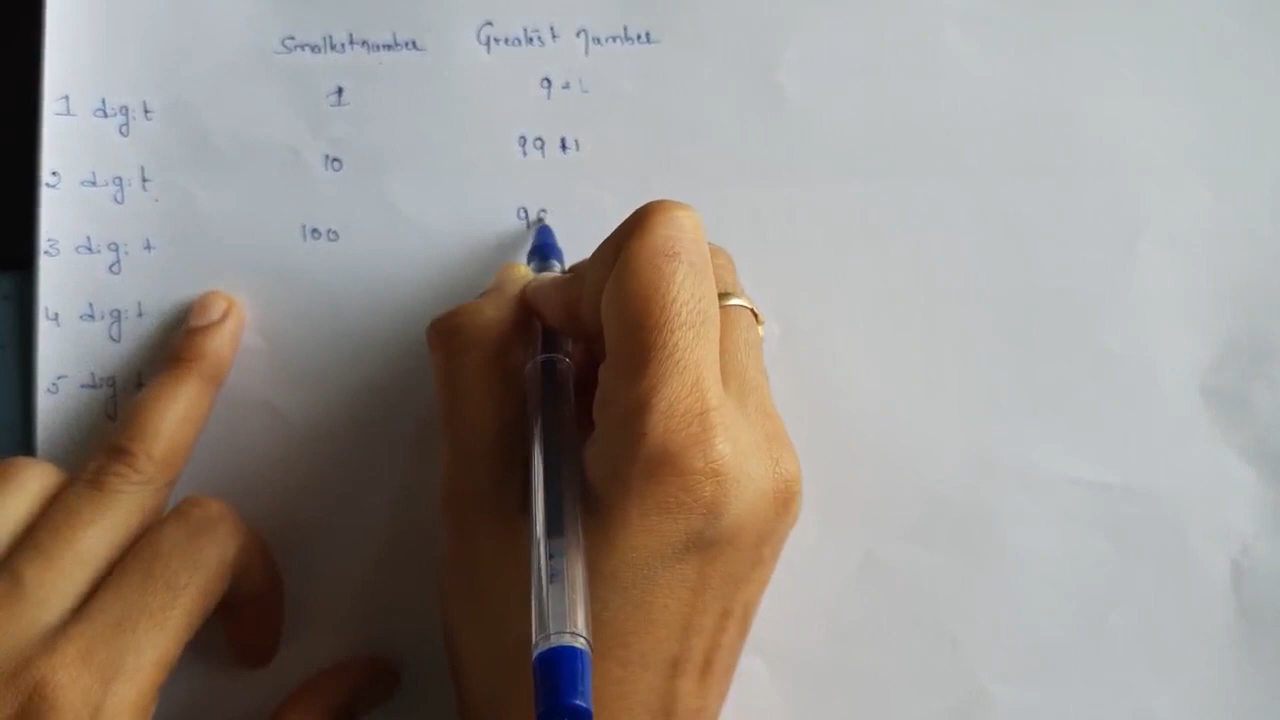 Smallest number Greatest number
1 digit 1 9+1
2 digit 10 99+1
3 digit 100 99
4 digit
5 digit